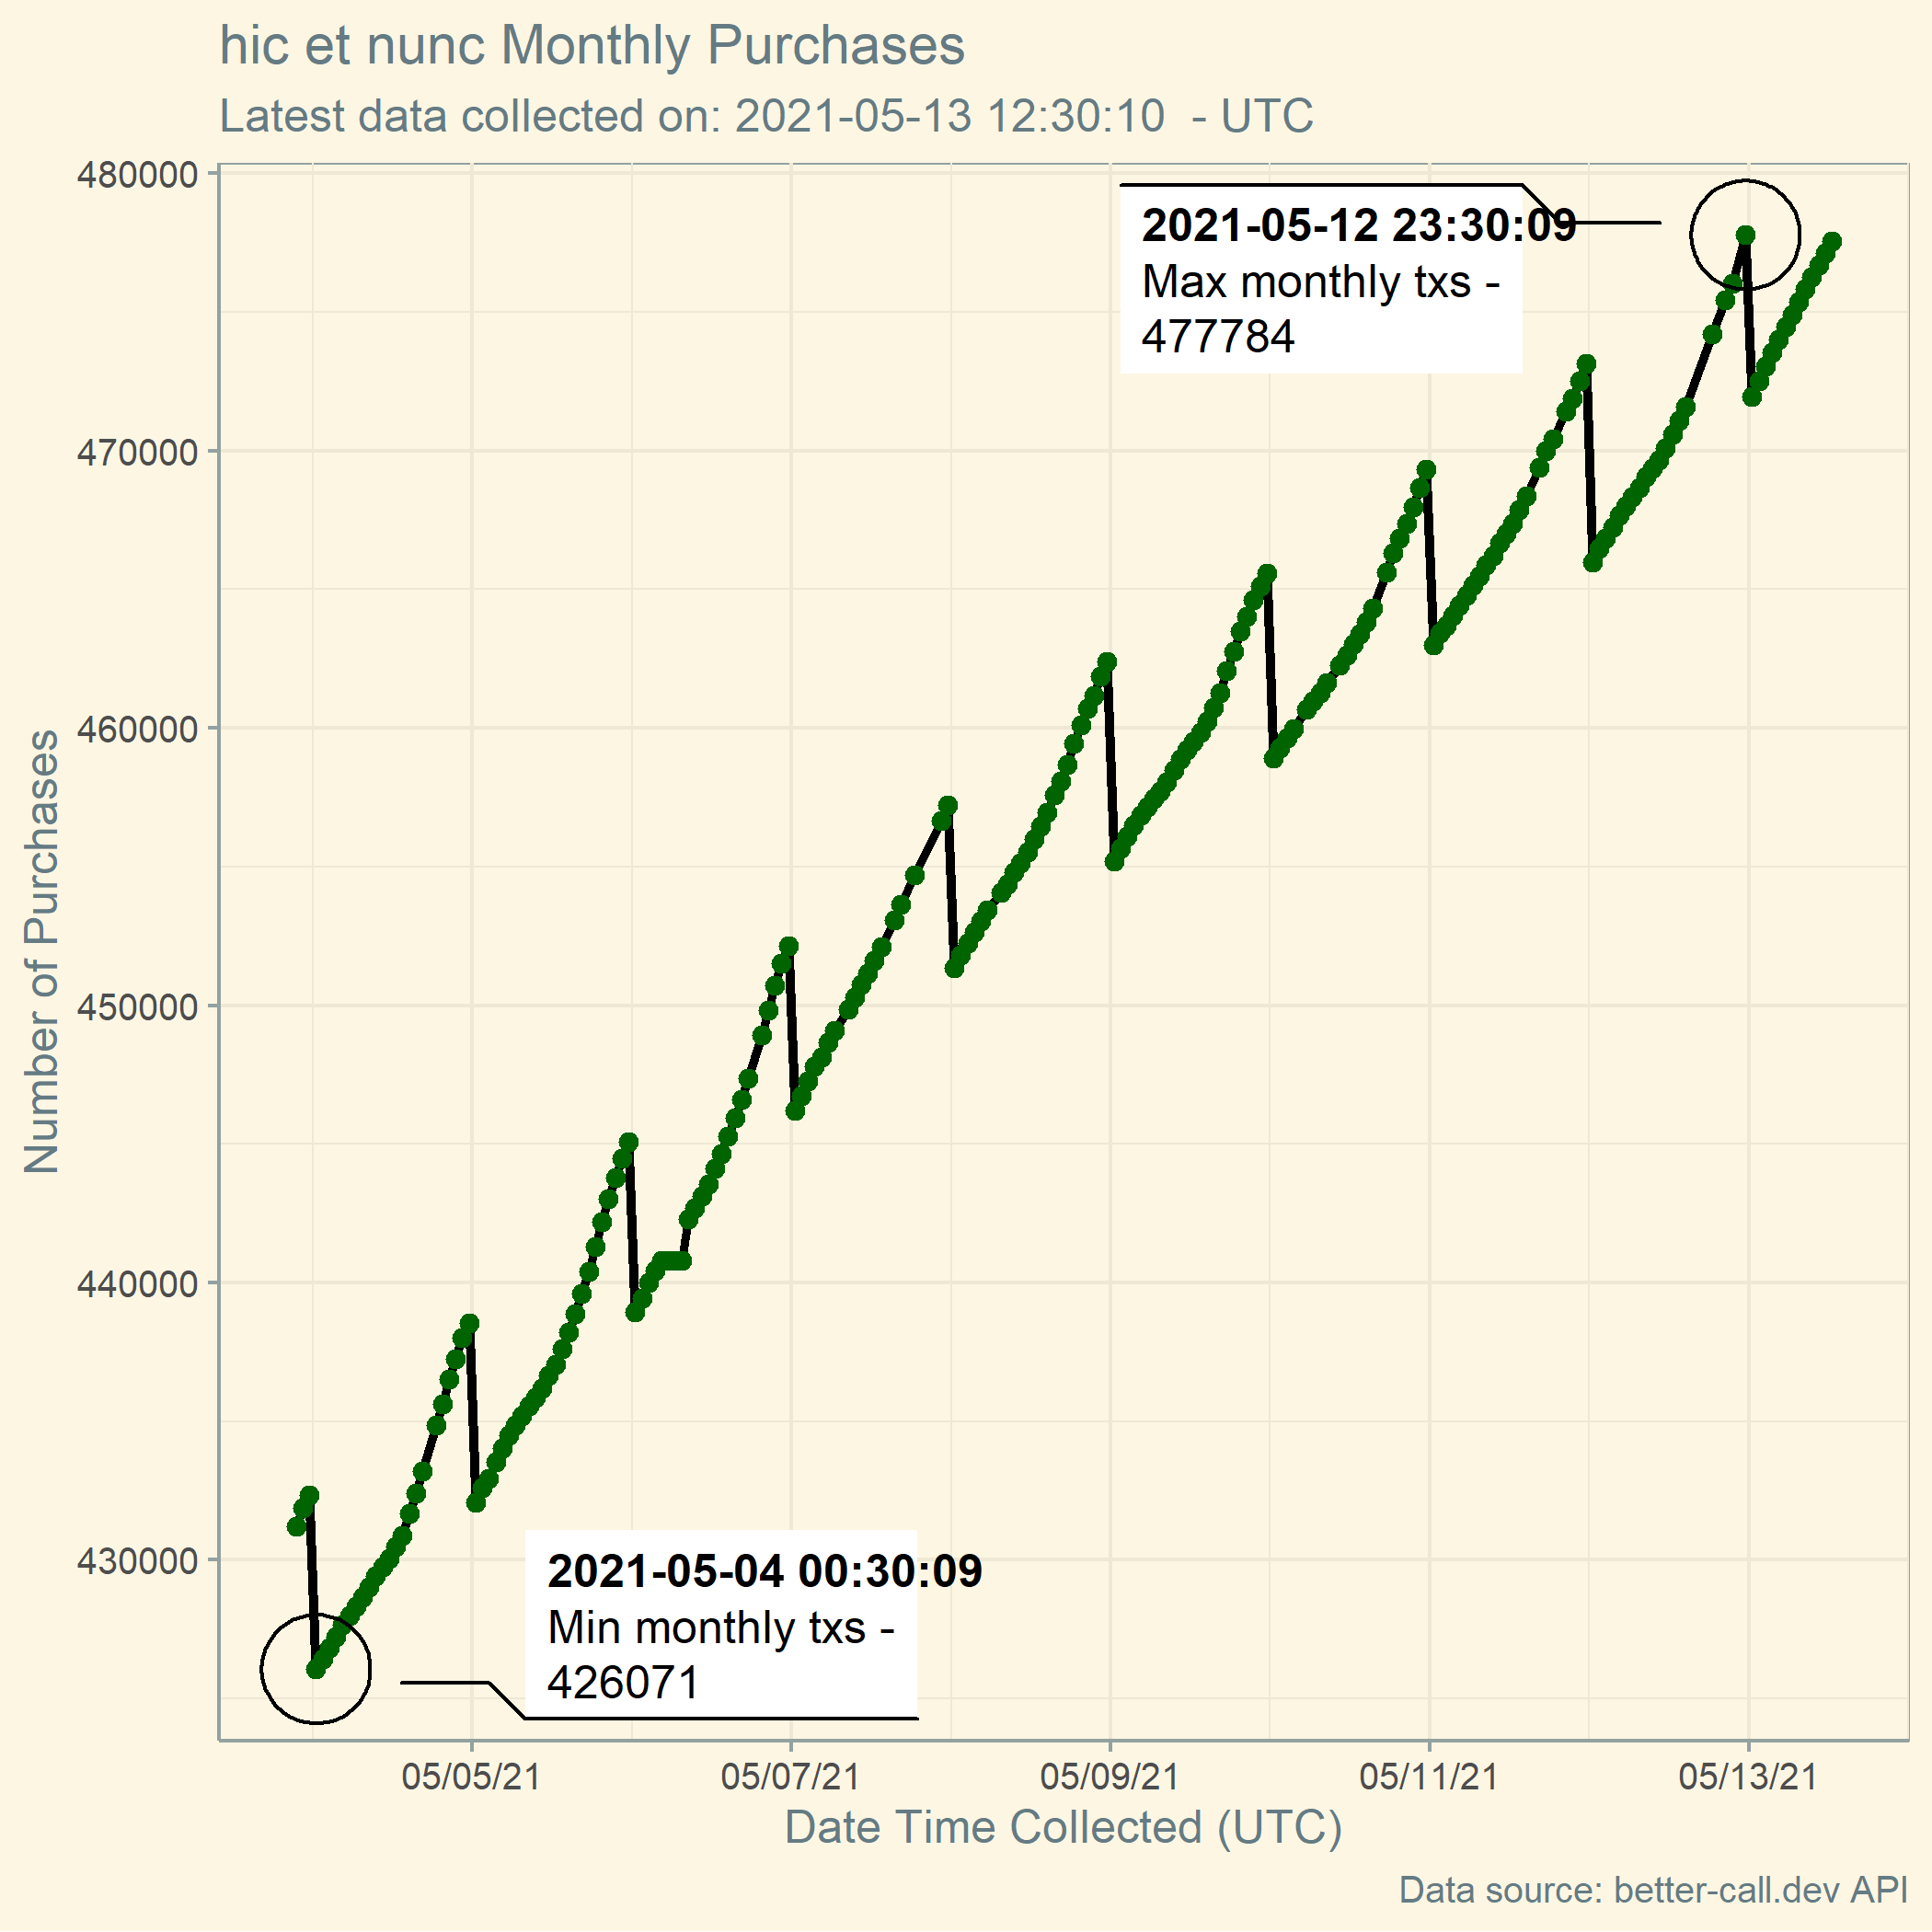 hic et nunc Monthly Purchases
Latest data collected on: 2021-05-13 12:30:10  - UTC
480000
470000
460000
450000
440000
430000
Number of Purchases
2021-05-12 23:30:09
Max monthly txs -
477784
2021-05-04 00:30:09
Min monthly txs -
426071
05/05/21
05/07/21
05/09/21
05/11/21
05/13/21
Date Time Collected (UTC)
Data source: better-call.dev API